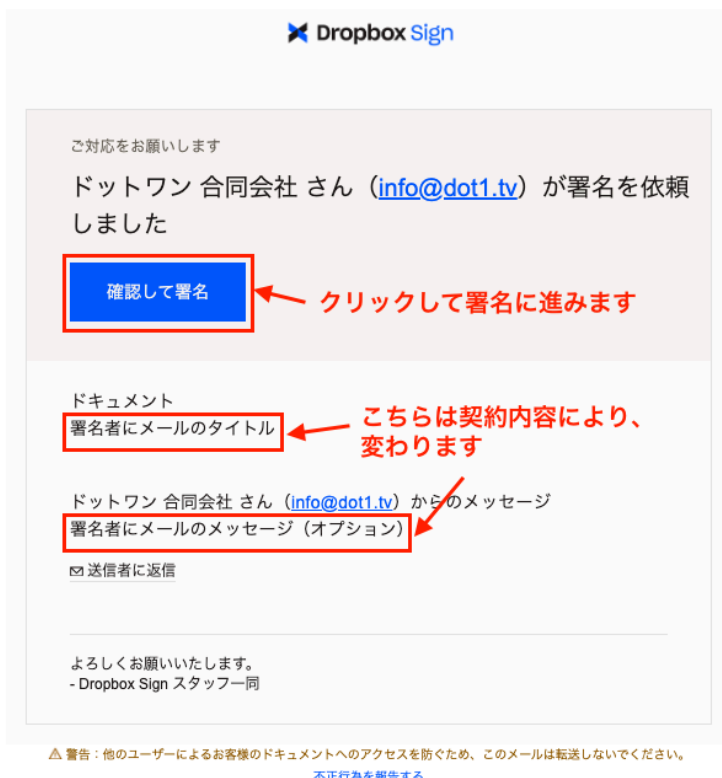 Dropbox Sign
ご対応をお願いします
ドットワン 合同会社 さん（info@dot1.tv）が署名を依頼
しました
確認して署名
クリックして署名に進みます
ドキュメント
署名者にメールのタイトル
こちらは契約内容により、
変わります
ドットワン 合同会社 さん（info@dot1.tv）からのメッセージ
署名者にメールのメッセージ（オプション）
送信者に返信
よろしくお願いいたします。
- Dropbox Sign スタッフ一同
警告：他のユーザーによるお客様のドキュメントへのアクセスを防ぐため、このメールは転送しないでください。
不正行為を報告する